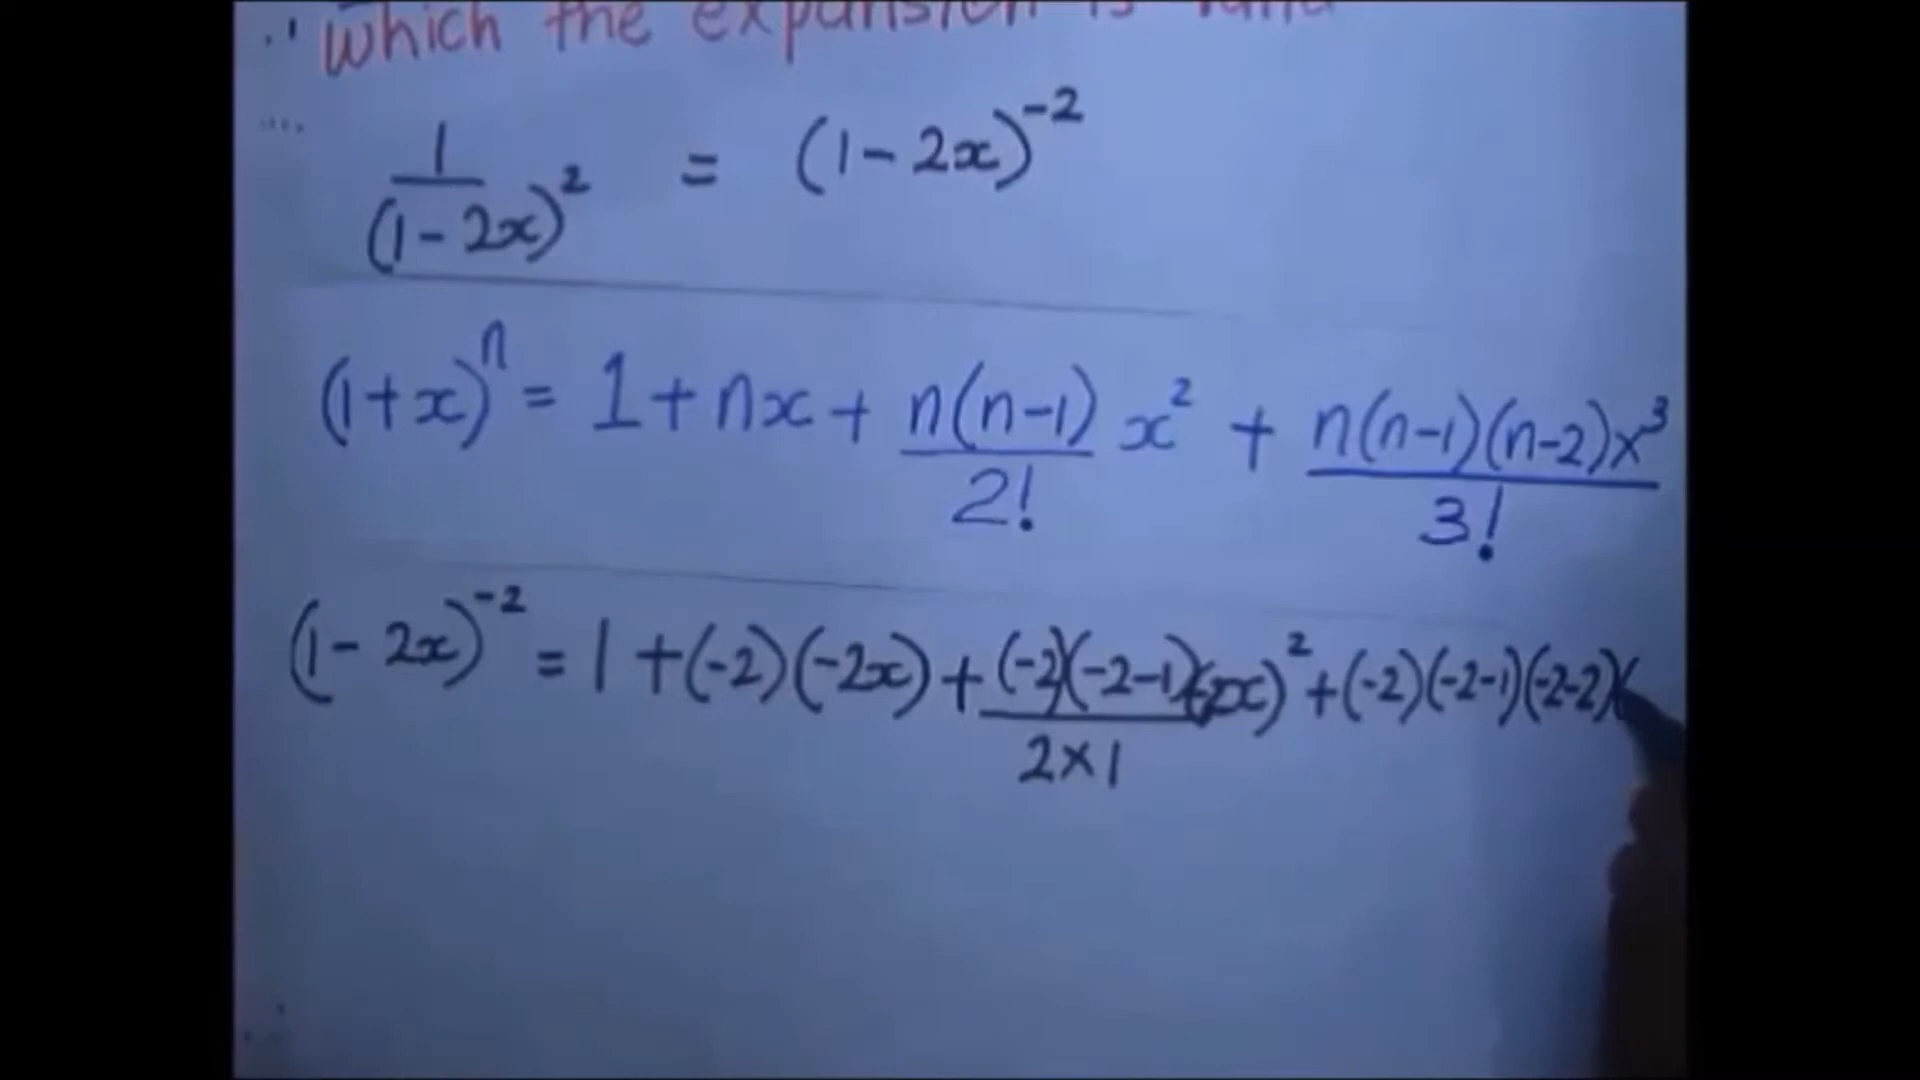 which the expansion is valid
1/(1-2x)² = (1-2x)⁻²
(1+x)ⁿ = 1 + nx + n(n-1)/2! x² + n(n-1)(n-2)x³/3!
(1-2x)⁻² = 1 + (-2)(-2x) + (-2)(-2-1)(-2x)²/2×1 + (-2)(-2-1)(-2-2)(